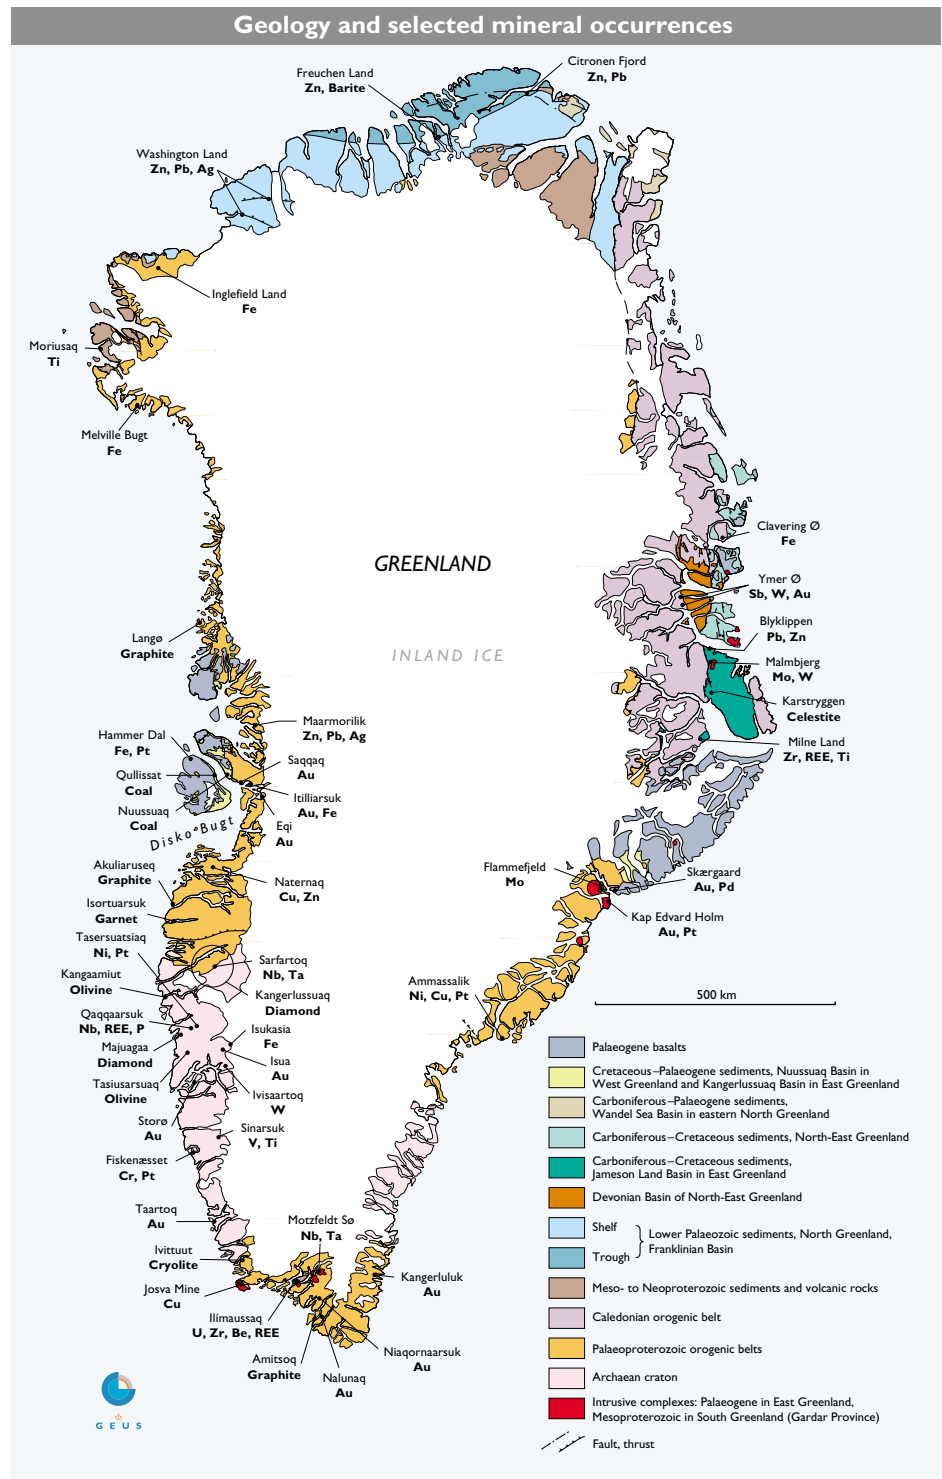 Geology and selected mineral occurrences
Citronen Fjord
Zn, Pb
Freuchen Land
Zn, Barite
Washington Land
Zn, Pb, Ag
Inglefield Land
Fe
Moriusaq
Ti
Melville Bugt
Fe
Clavering Ø
Fe
GREENLAND
Ymer Ø
Sb, W, Au
Blyklippen
Pb, Zn
Langø
Graphite
INLAND ICE
Malmbjerg
Mo, W
Karstryggen
Celestite
Maarmorilik
Zn, Pb, Ag
Hammer Dal
Fe, Pt
Milne Land
Zr, REE, Ti
Saqqaq
Au
Qullissat
Coal
Itilliarsuk
Au, Fe
Nuussuaq
Coal
Disko Bugt
Eqi
Au
Akuliaruseq
Graphite
Naternaq
Cu, Zn
Flammefjeld
Mo
Skærgaard
Au, Pd
Isortuarsuk
Garnet
Kap Edvard Holm
Au, Pt
Tasersuatsiaq
Ni, Pt
Sarfartoq
Nb, Ta
Kangaamiut
Olivine
Ammassalik
Ni, Cu, Pt
Kangerlussuaq
Diamond
500 km
Qaqqaarsuk
Nb, REE, P
Isukasia
Fe
Majuagaa
Diamond
Isua
Au
Tasiusarsuaq
Olivine
Ivisaartoq
W
Storø
Au
Sinarsuk
V, Ti
Fiskenæsset
Cr, Pt
Taartoq
Au
Motzfeldt Sø
Nb, Ta
Ivittuut
Cryolite
Josva Mine
Cu
Kangerluluk
Au
Ilímaussaq
U, Zr, Be, REE
Amitsoq
Graphite
Niaqornaarsuk
Au
Nalunaq
Au
Palaeogene basalts
Cretaceous–Palaeogene sediments, Nuussuaq Basin in
West Greenland and Kangerlussuaq Basin in East Greenland
Carboniferous–Palaeogene sediments,
Wandel Sea Basin in eastern North Greenland
Carboniferous–Cretaceous sediments, North-East Greenland
Carboniferous–Cretaceous sediments,
Jameson Land Basin in East Greenland
Devonian Basin of North-East Greenland
Shelf
Trough
Lower Palaeozoic sediments, North Greenland,
Franklinian Basin
Meso- to Neoproterozoic sediments and volcanic rocks
Caledonian orogenic belt
Palaeoproterozoic orogenic belts
Archaean craton
Intrusive complexes: Palaeogene in East Greenland,
Mesoproterozoic in South Greenland (Gardar Province)
Fault, thrust
GEUS